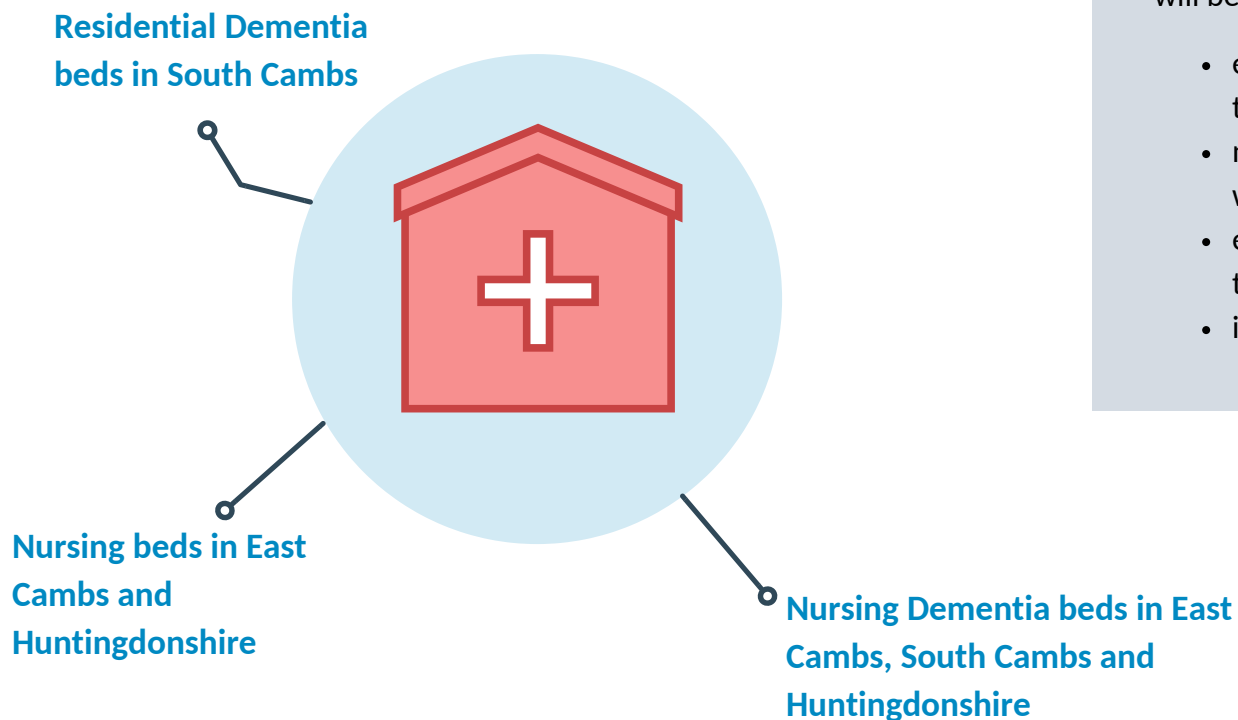 Residential Dementia
beds in South Cambs
Nursing beds in East
Cambs and
Huntingdonshire
Nursing Dementia beds in East
Cambs, South Cambs and
Huntingdonshire